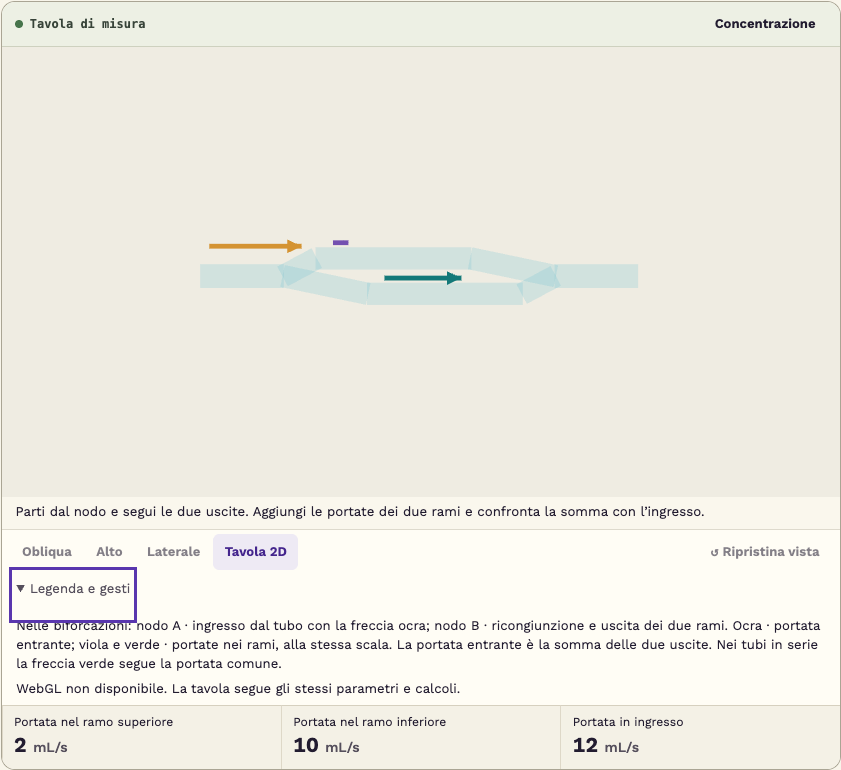 Tavola di misura
Concentrazione
Parti dal nodo e segui le due uscite. Aggiungi le portate dei due rami e confronta la somma con l’ingresso.
Obliqua Alto Laterale Tavola 2D ↺ Ripristina vista
▼ Legenda e gesti
Nelle biforcazioni: nodo A · ingresso dal tubo con la freccia ocra; nodo B · ricongiunzione e uscita dei due rami. Ocra · portata
entrante; viola e verde · portate nei rami, alla stessa scala. La portata entrante è la somma delle due uscite. Nei tubi in serie
la freccia verde segue la portata comune.
WebGL non disponibile. La tavola segue gli stessi parametri e calcoli.
Portata nel ramo superiore
2 mL/s
Portata nel ramo inferiore
10 mL/s
Portata in ingresso
12 mL/s